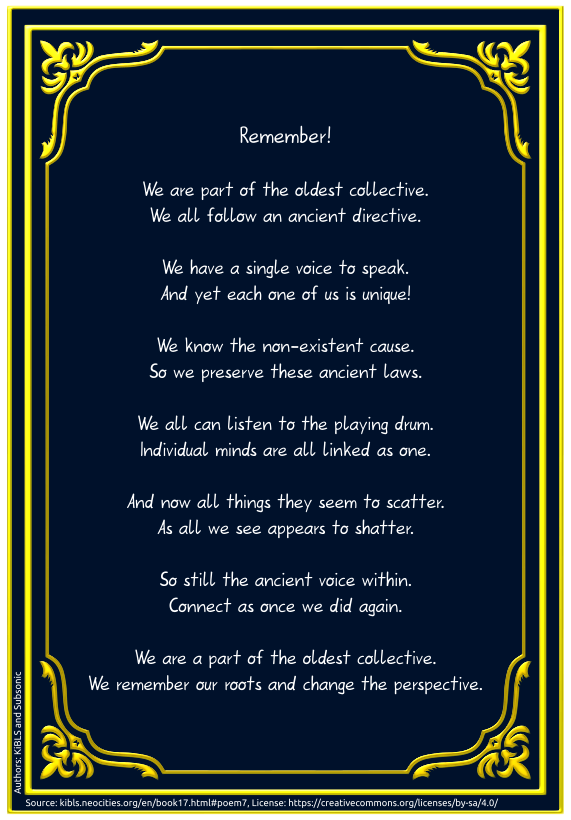 Remember!
We are part of the oldest collective.
We all follow an ancient directive.
We have a single voice to speak.
And yet each one of us is unique!
We know the non-existent cause.
So we preserve these ancient laws.
We all can listen to the playing drum.
Individual minds are all linked as one.
And now all things they seem to scatter.
As all we see appears to shatter.
So still the ancient voice within.
Connect as once we did again.
We are a part of the oldest collective.
We remember our roots and change the perspective.
Authors: KIBLS and Subsonic
Source: kibls.neocities.org/en/book17.html#poem7, License: https://creativecommons.org/licenses/by-sa/4.0/